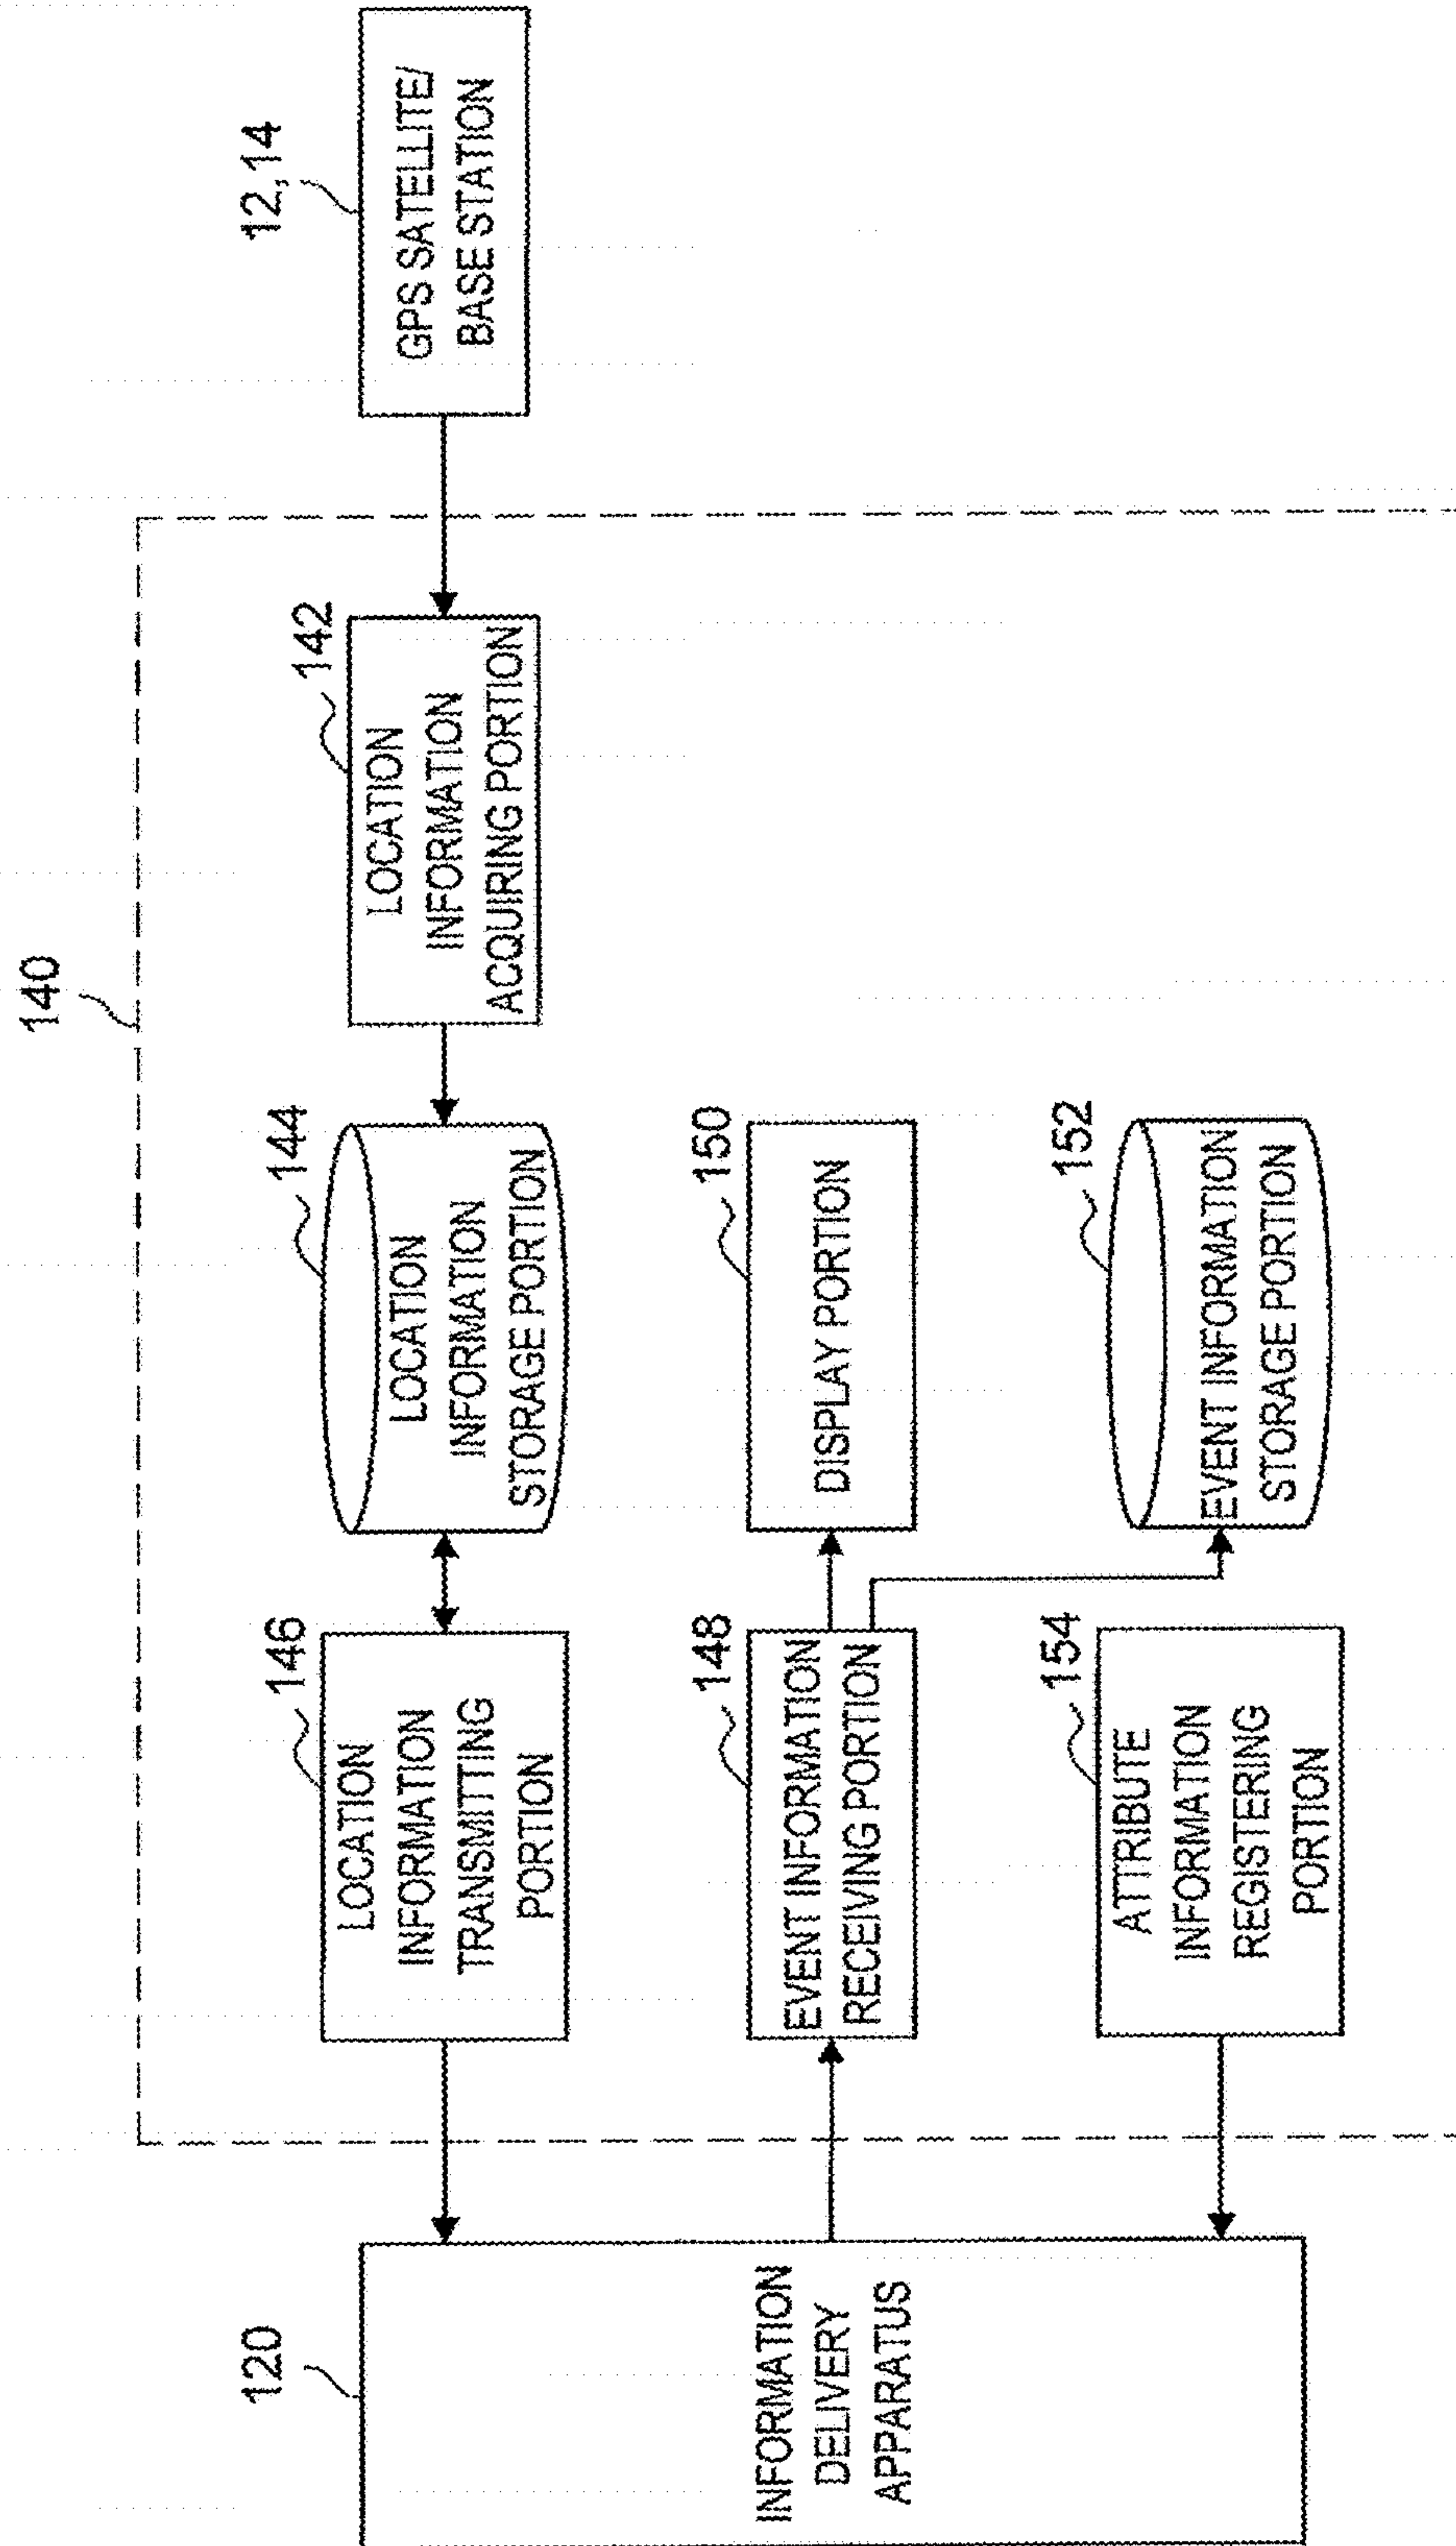 140
120
INFORMATION
DELIVERY
APPARATUS
146
LOCATION
INFORMATION
TRANSMITTING
PORTION
144
LOCATION
INFORMATION
STORAGE PORTION
142
LOCATION
INFORMATION
ACQUIRING PORTION
12,14
GPS SATELLITE/
BASE STATION
148
EVENT INFORMATION
RECEIVING PORTION
150
DISPLAY PORTION
154
ATTRIBUTE
INFORMATION
REGISTERING
PORTION
152
EVENT INFORMATION
STORAGE PORTION